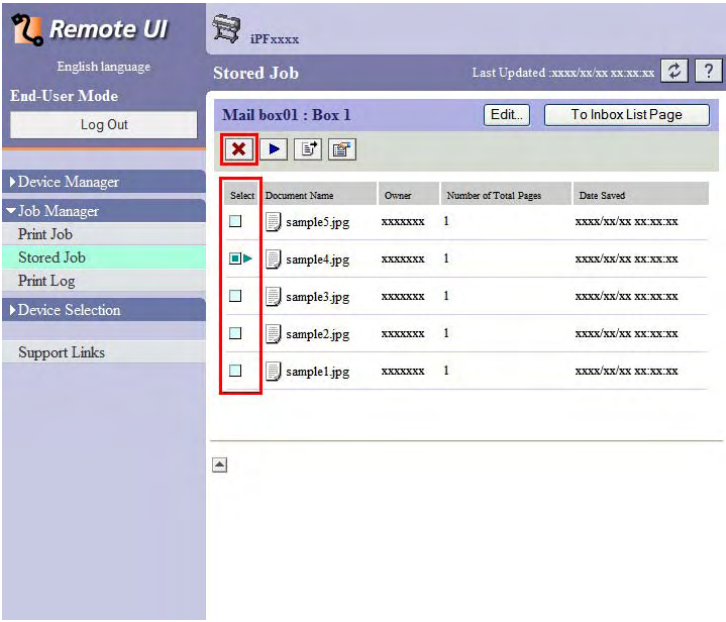 Remote UI
English language
End-User Mode
Log Out
Device Manager
Job Manager
Print Job
Stored Job
Print Log
Device Selection
Support Links
iPFxxxx
Stored Job Last Updated :xxxx/xx/xx xx:xx:xx ?
Mail box01 : Box 1 Edit... To Inbox List Page
Select Document Name Owner Number of Total Pages Date Saved
sample5.jpg xxxxxxx 1 xxxx/xx/xx xx:xx:xx
sample4.jpg xxxxxxx 1 xxxx/xx/xx xx:xx:xx
sample3.jpg xxxxxxx 1 xxxx/xx/xx xx:xx:xx
sample2.jpg xxxxxxx 1 xxxx/xx/xx xx:xx:xx
sample1.jpg xxxxxxx 1 xxxx/xx/xx xx:xx:xx